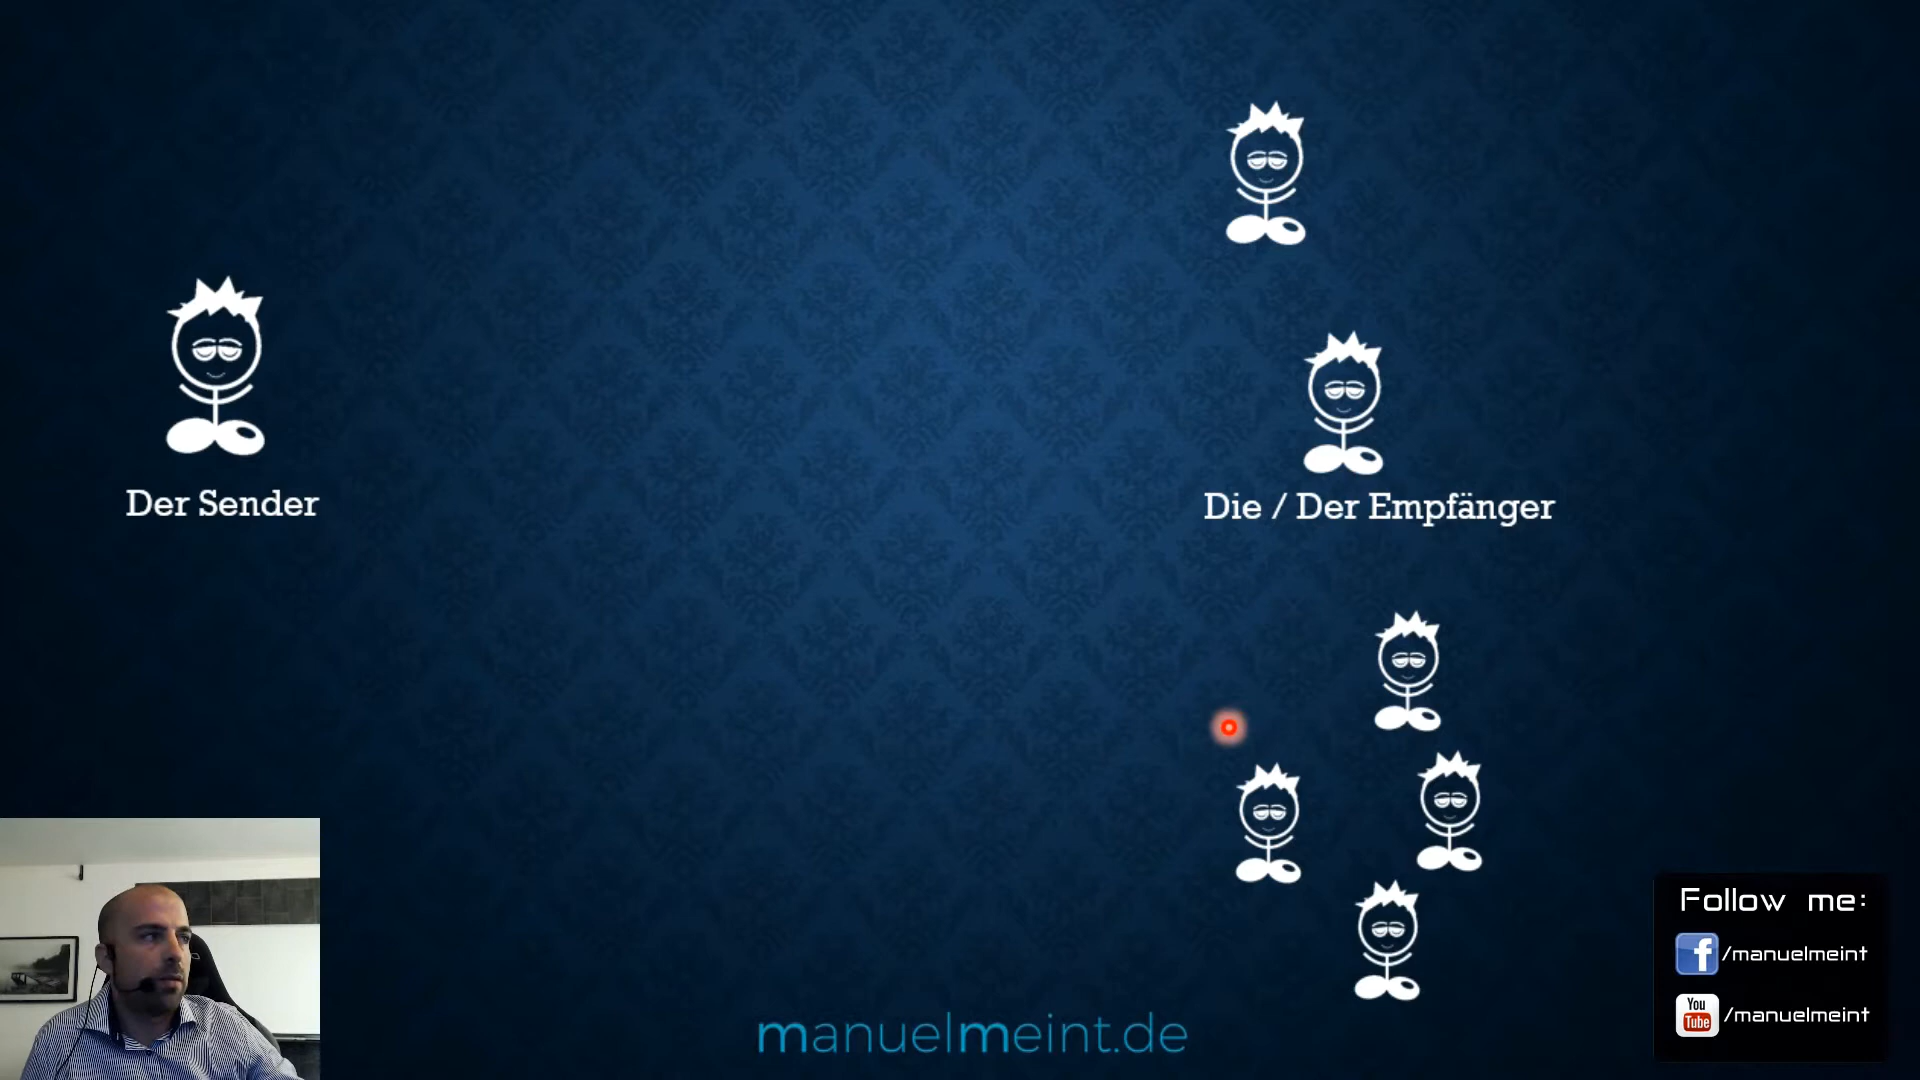 Der Sender
Die / Der Empfänger
manuelmeint.de
Follow me:
f /manuelmeint
You
Tube /manuelmeint